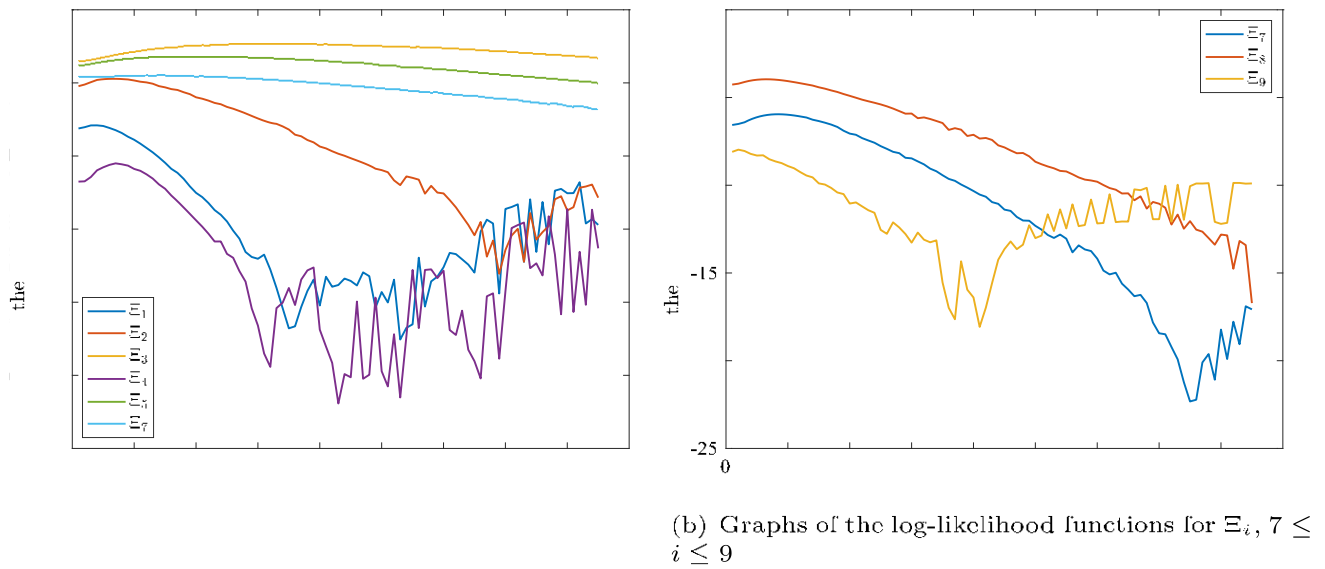 the
Ξ1
Ξ2
Ξ3
Ξ4
Ξ5
Ξ7
the
-15
-25
0
Ξ7
Ξ8
Ξ9
(b) Graphs of the log-likelihood functions for Ξi, 7 ≤
i ≤ 9